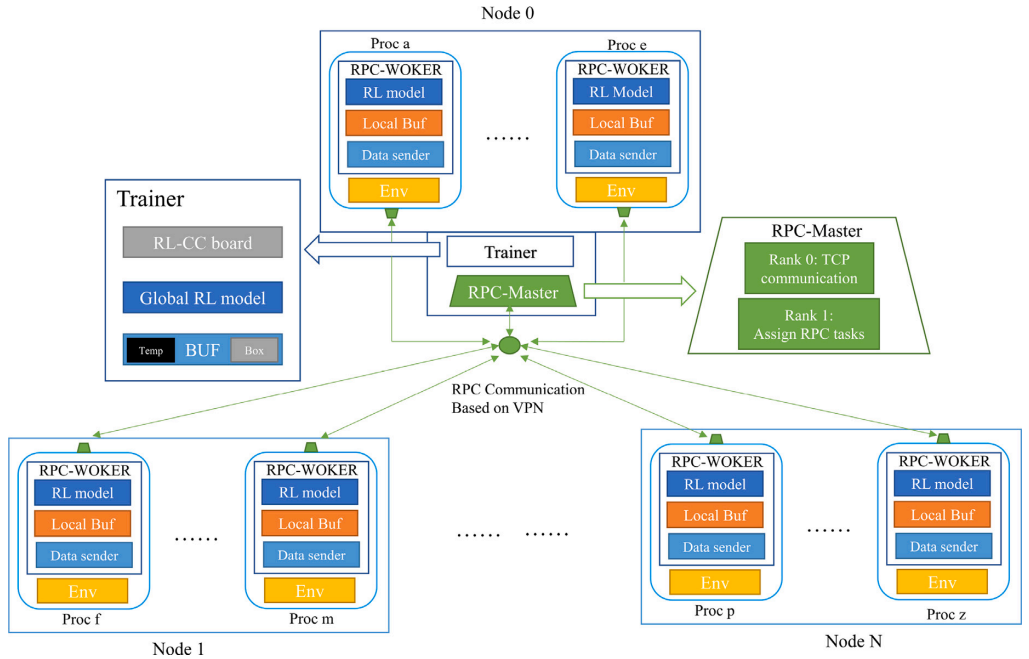 Node 0
Proc a
Proc e
RPC-WOKER
RL model
Local Buf
Data sender
Env
......
RPC-WOKER
RL Model
Local Buf
Data sender
Env
Trainer
RL-CC board
Global RL model
Temp
BUF
Box
Trainer
RPC-Master
RPC-Master
Rank 0: TCP
communication
Rank 1:
Assign RPC tasks
RPC Communication
Based on VPN
RPC-WOKER
RL model
Local Buf
Data sender
Env
Proc f
......
RPC-WOKER
RL model
Local Buf
Data sender
Env
Proc m
Node 1
...... ......
RPC-WOKER
RL model
Local Buf
Data sender
Env
Proc p
......
RPC-WOKER
RL model
Local Buf
Data sender
Env
Proc z
Node N